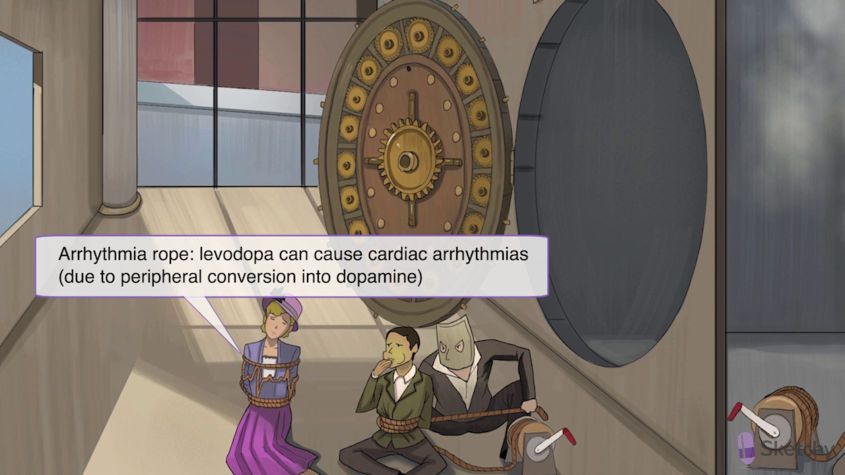 Arrhythmia rope: levodopa can cause cardiac arrhythmias
(due to peripheral conversion into dopamine)
Sketchy